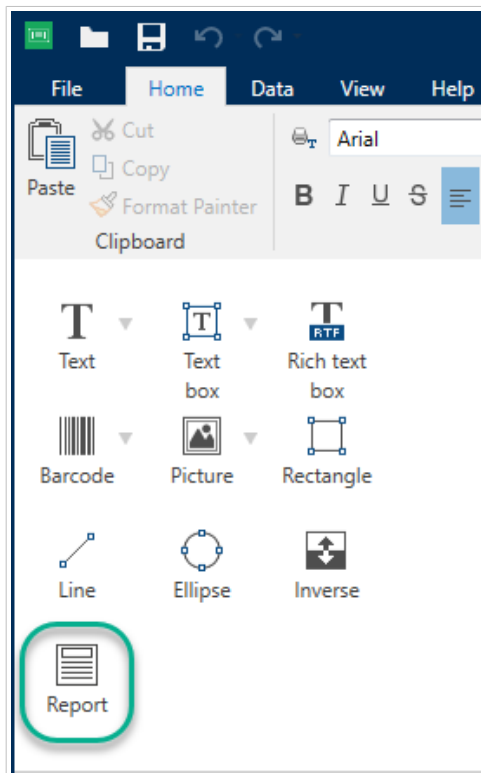 File Home Data View Help
Cut
Arial
Copy
Paste
Format Painter
B I U S
Clipboard
T T T
RTF
Text Text Rich text
box box
Barcode Picture Rectangle
Line Ellipse Inverse
Report